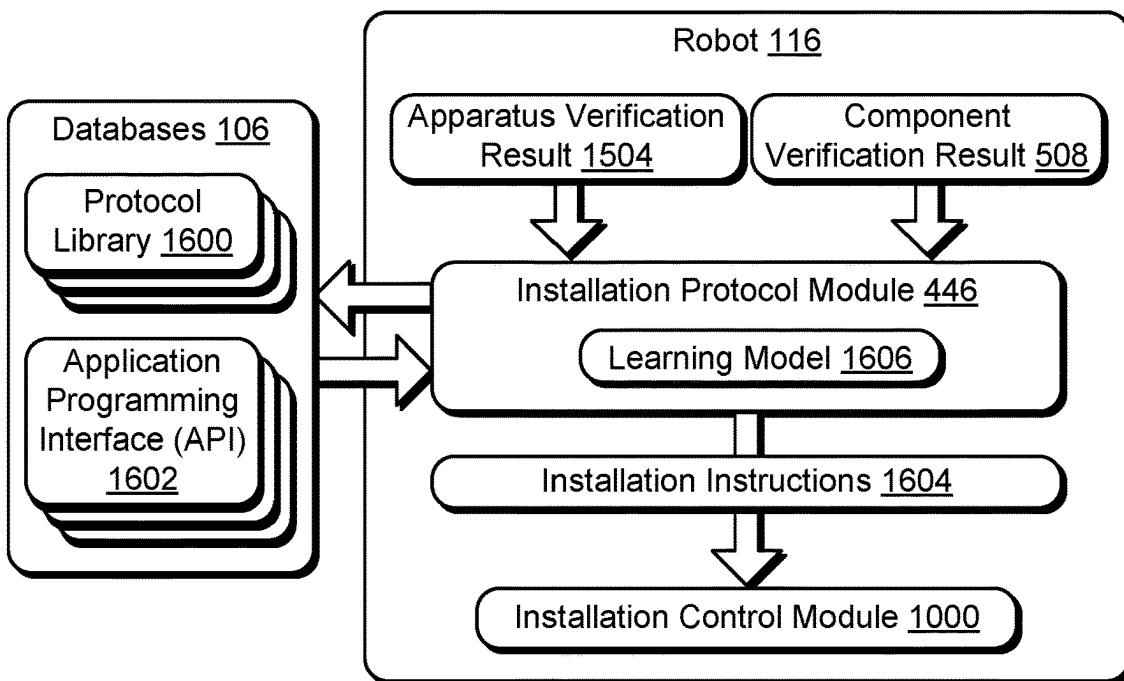 Robot 116
Databases 106
Protocol
Library 1600
Application
Programming
Interface (API)
1602
Apparatus Verification
Result 1504
Component
Verification Result 508
Installation Protocol Module 446
Learning Model 1606
Installation Instructions 1604
Installation Control Module 1000